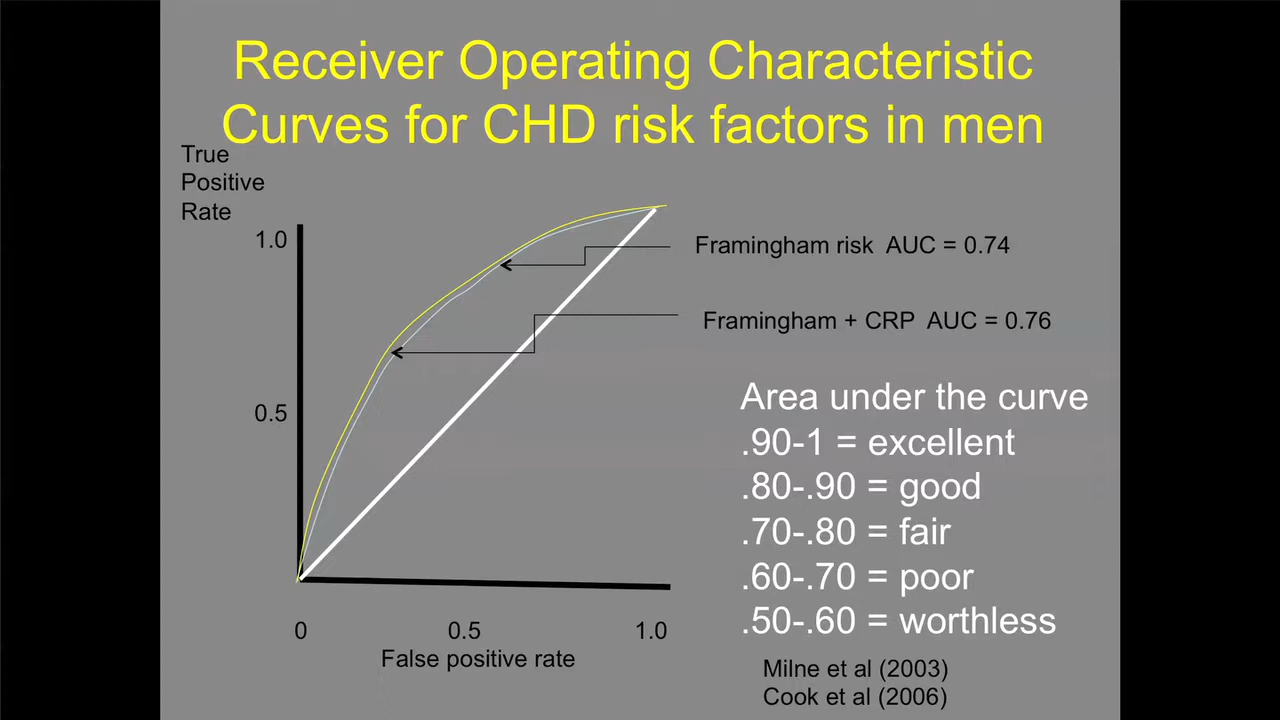 Receiver Operating Characteristic
Curves for CHD risk factors in men
True
Positive
Rate
1.0
0.5
0
0.5
1.0
False positive rate
Framingham risk AUC = 0.74
Framingham + CRP AUC = 0.76
Area under the curve
.90-1 = excellent
.80-.90 = good
.70-.80 = fair
.60-.70 = poor
.50-.60 = worthless
Milne et al (2003)
Cook et al (2006)